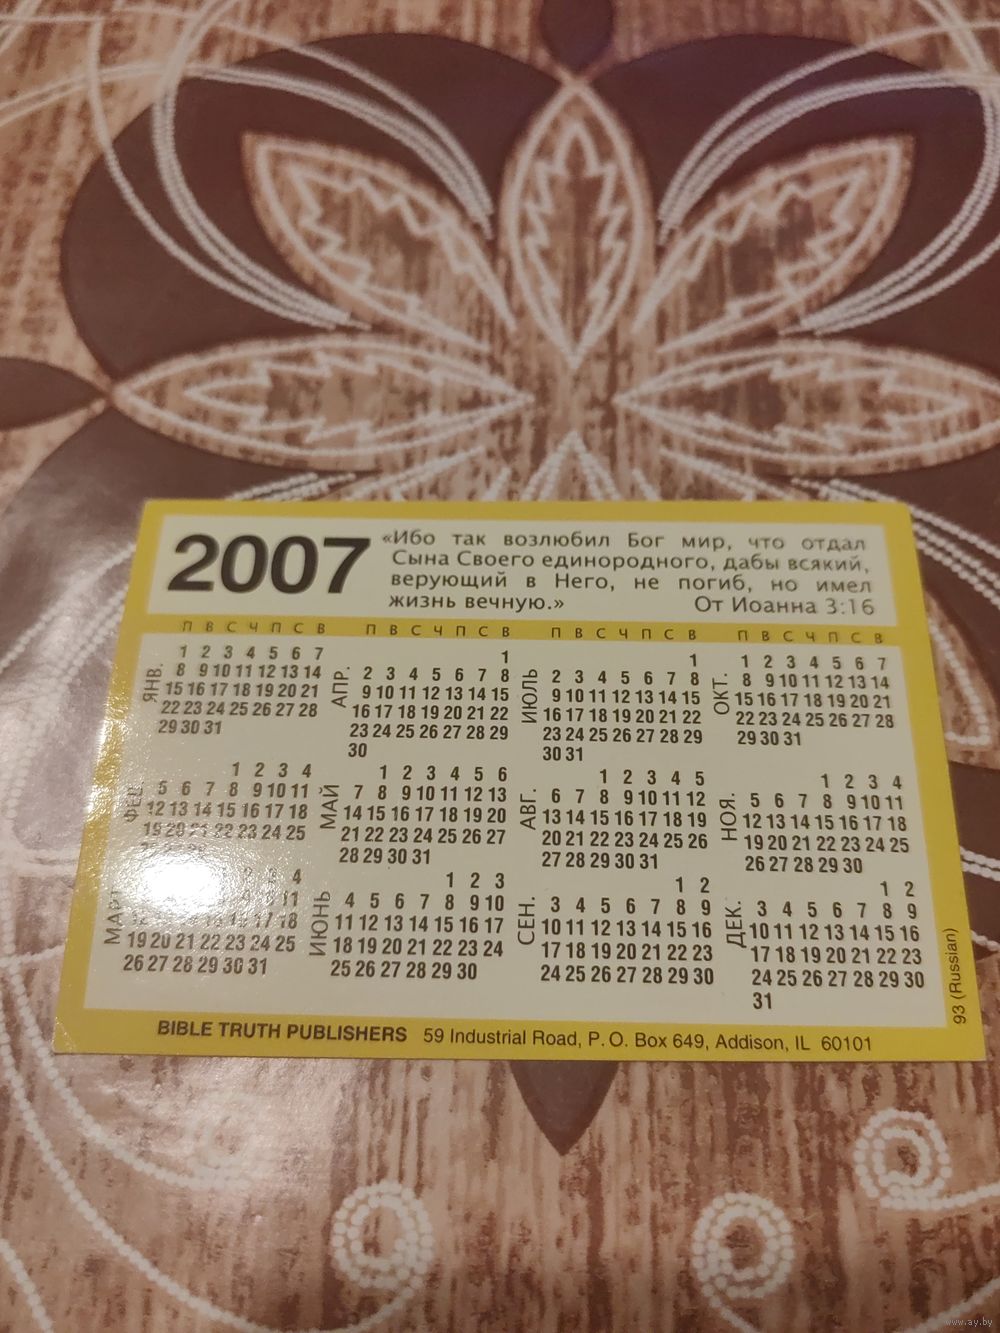 2007
«Ибо так возлюбил Бог мир, что отдал
Сына Своего единородного, дабы всякий,
верующий в Него, не погиб, но имел
жизнь вечную.» От Иоанна 3:16
П В С Ч П С В П В С Ч П С В П В С Ч П С В П В С Ч П С В
ЯНВ.
1 2 3 4 5 6 7
8 9 10 11 12 13 14
15 16 17 18 19 20 21
22 23 24 25 26 27 28
29 30 31
АПР.
1
2 3 4 5 6 7 8
9 10 11 12 13 14 15
16 17 18 19 20 21 22
23 24 25 26 27 28 29
30
ИЮЛЬ
1
2 3 4 5 6 7 8
9 10 11 12 13 14 15
16 17 18 19 20 21 22
23 24 25 26 27 28 29
30 31
ОКТ.
1 2 3 4 5 6 7
8 9 10 11 12 13 14
15 16 17 18 19 20 21
22 23 24 25 26 27 28
29 30 31
1 2 3 4
5 6 7 8 9 10 11
12 13 14 15 16 17 18
19 20 21 22 23 24 25
МАЙ
1 2 3 4 5 6
7 8 9 10 11 12 13
14 15 16 17 18 19 20
21 22 23 24 25 26 27
28 29 30 31
АВГ.
1 2 3 4 5
6 7 8 9 10 11 12
13 14 15 16 17 18 19
20 21 22 23 24 25 26
27 28 29 30 31
НОЯ.
1 2 3 4
5 6 7 8 9 10 11
12 13 14 15 16 17 18
19 20 21 22 23 24 25
26 27 28 29 30
МАРТ
4
11
16 17 18
19 20 21 22 23 24 25
26 27 28 29 30 31
ИЮНЬ
1 2 3
4 5 6 7 8 9 10
11 12 13 14 15 16 17
18 19 20 21 22 23 24
25 26 27 28 29 30
СЕН.
1 2
3 4 5 6 7 8 9
10 11 12 13 14 15 16
17 18 19 20 21 22 23
24 25 26 27 28 29 30
ДЕК.
1 2
3 4 5 6 7 8 9
10 11 12 13 14 15 16
17 18 19 20 21 22 23
24 25 26 27 28 29 30
31
93 (Russian)
BIBLE TRUTH PUBLISHERS 59 Industrial Road, P. O. Box 649, Addison, IL 60101
www.ay.by